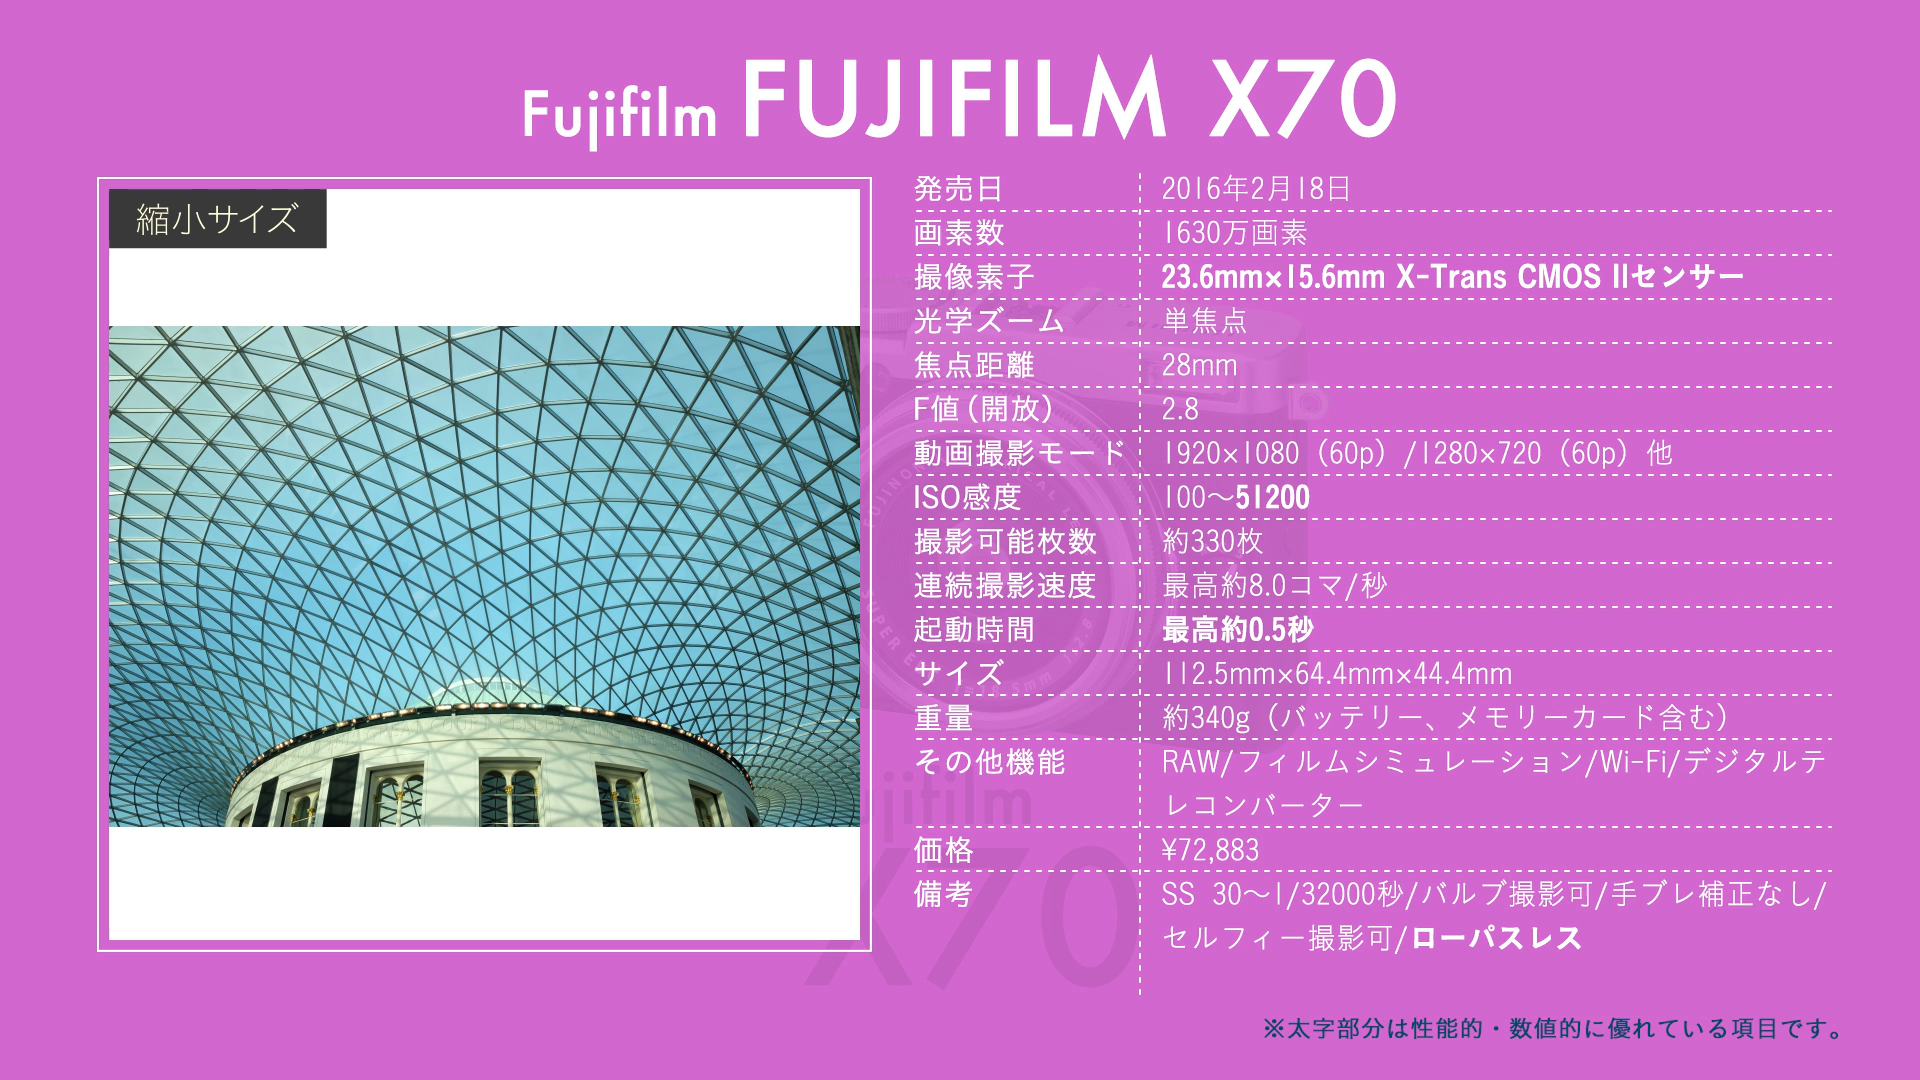 Fujifilm FUJIFILM X70
縮小サイズ
発売日 2016年2月18日
画素数 1630万画素
撮像素子 23.6mm×15.6mm X-Trans CMOS IIセンサー
光学ズーム 単焦点
焦点距離 28mm
F値（開放） 2.8
動画撮影モード 1920×1080（60p）/1280×720（60p）他
ISO感度 100〜51200
撮影可能枚数 約330枚
連続撮影速度 最高約8.0コマ/秒
起動時間 最高約0.5秒
サイズ 112.5mm×64.4mm×44.4mm
重量 約340g（バッテリー、メモリーカード含む）
その他機能 RAW/フィルムシミュレーション/Wi-Fi/デジタルテ
レコンバーター
価格 ¥72,883
備考 SS 30〜1/32000秒/バルブ撮影可/手ブレ補正なし/
セルフィー撮影可/ローパスレス
X70
※太字部分は性能的・数値的に優れている項目です。